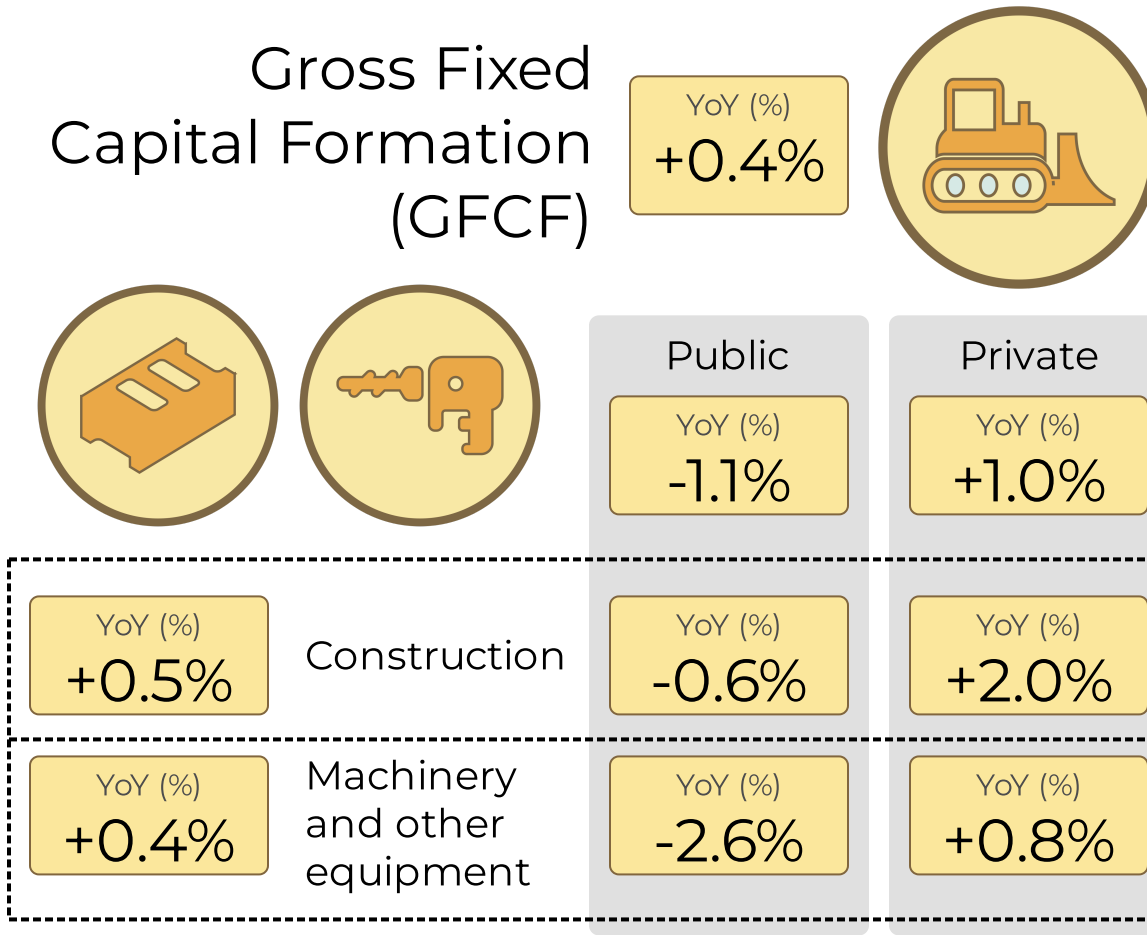 Gross Fixed
Capital Formation
(GFCF)
YoY (%)
+0.4%
Public
Private
YoY (%)
-1.1%
YoY (%)
+1.0%
YoY (%)
+0.5%
Construction
YoY (%)
-0.6%
YoY (%)
+2.0%
YoY (%)
+0.4%
Machinery
and other
equipment
YoY (%)
-2.6%
YoY (%)
+0.8%